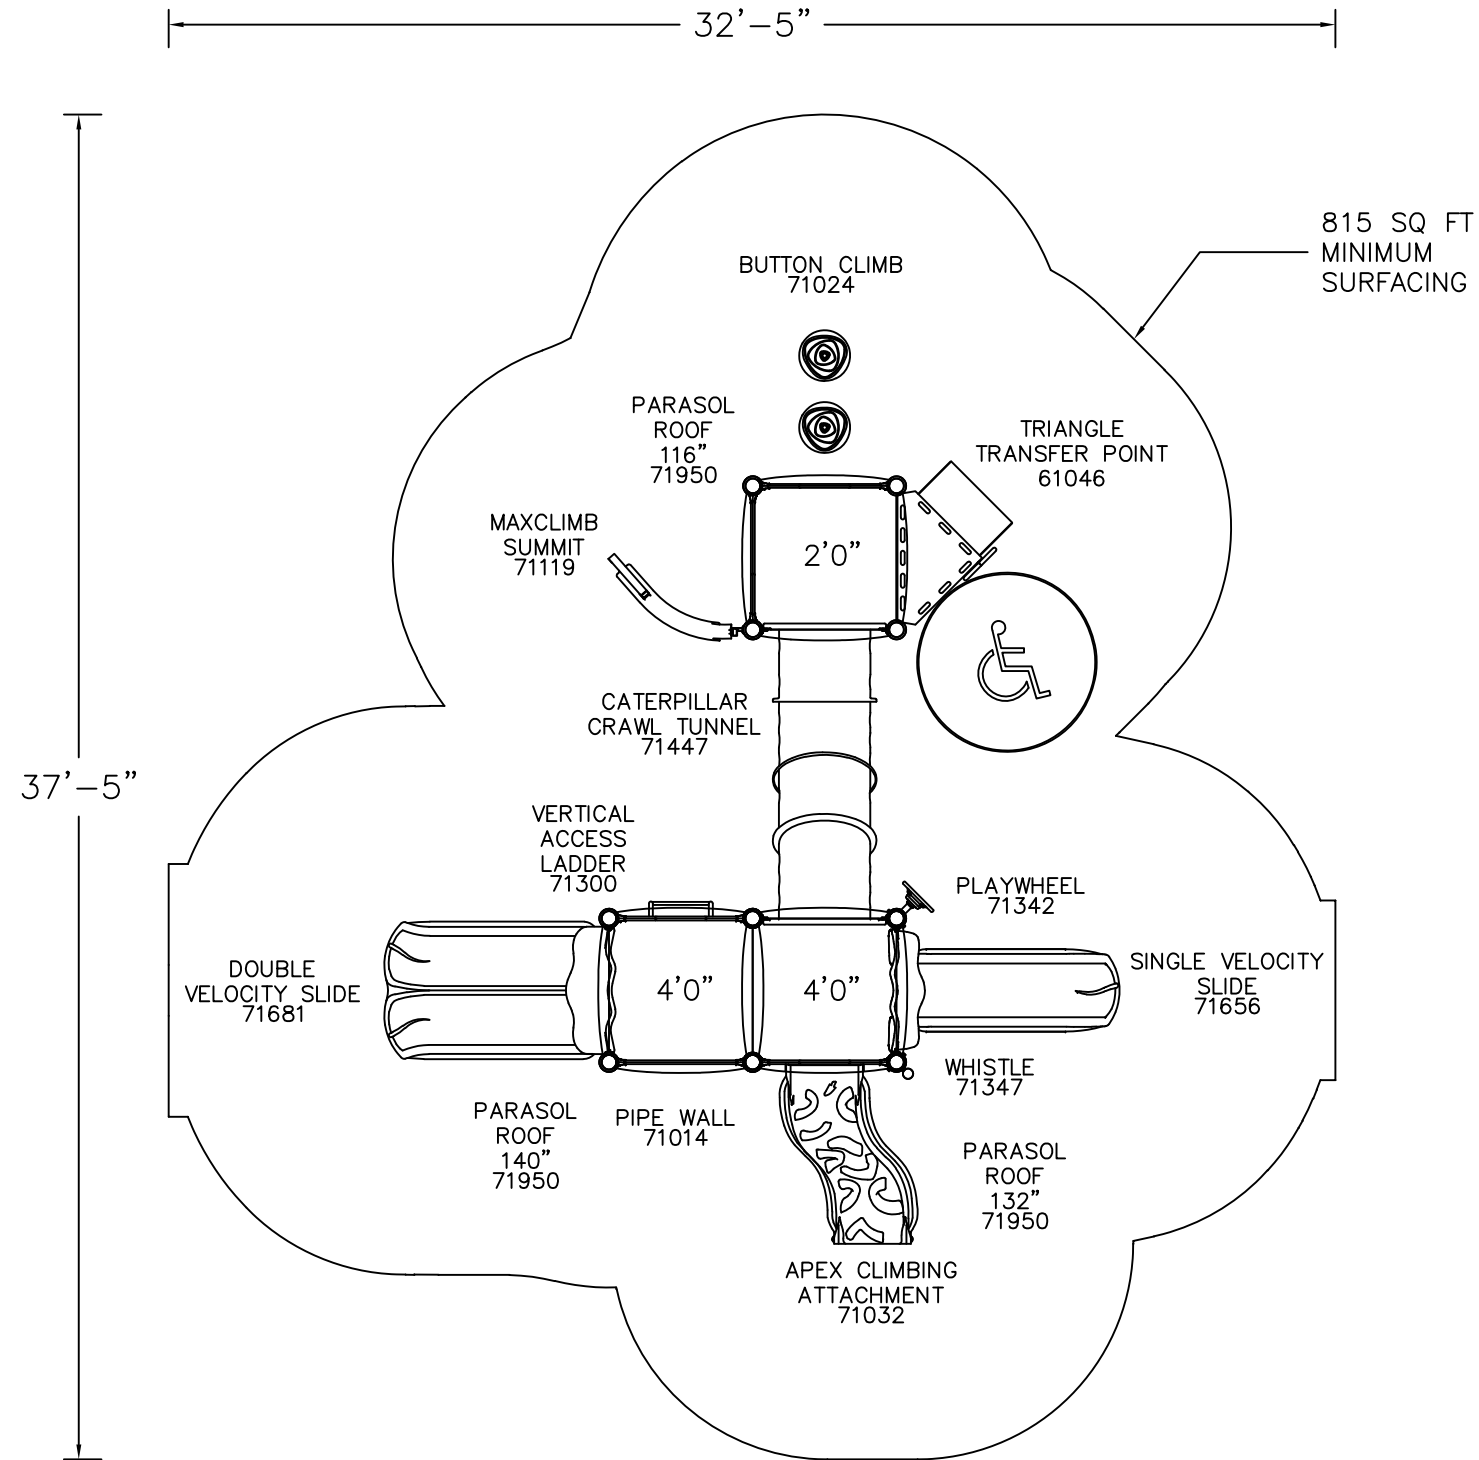 32'-5"
815 SQ FT
MINIMUM
SURFACING
BUTTON CLIMB
71024
PARASOL
ROOF
116"
71950
TRIANGLE
TRANSFER POINT
61046
MAXCLIMB
SUMMIT
71119
2'0"
CATERPILLAR
CRAWL TUNNEL
71447
37'-5"
VERTICAL
ACCESS
LADDER
71300
PLAYWHEEL
71342
DOUBLE
VELOCITY SLIDE
71681
4'0"
4'0"
SINGLE VELOCITY
SLIDE
71656
WHISTLE
71347
PARASOL
ROOF
140"
71950
PIPE WALL
71014
PARASOL
ROOF
132"
71950
APEX CLIMBING
ATTACHMENT
71032